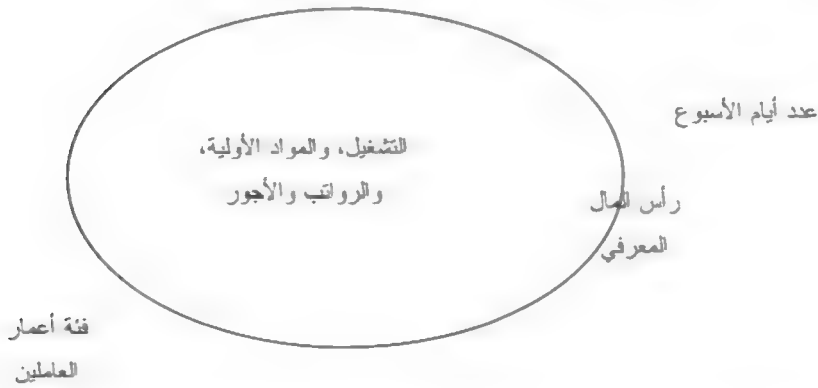 عدد أيام الأسبوع
التشغيل، والمواد الأولية،
والرواتب والأجور
رأس المال
المعرفي
فئة أعمار
العاملين